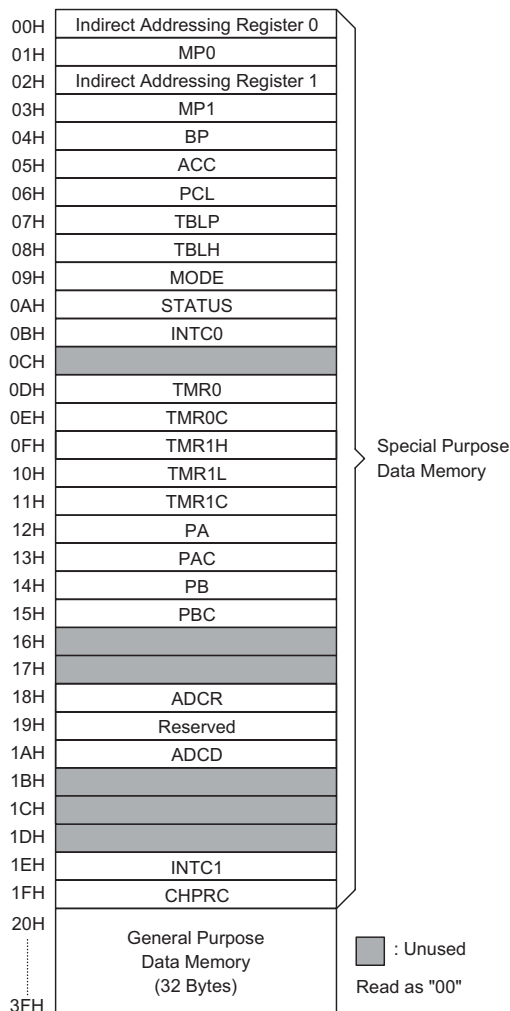 00H Indirect Addressing Register 0
01H MP0
02H Indirect Addressing Register 1
03H MP1
04H BP
05H ACC
06H PCL
07H TBLP
08H TBLH
09H MODE
0AH STATUS
0BH INTC0
0CH
0DH TMR0
0EH TMR0C
0FH TMR1H
10H TMR1L
11H TMR1C
12H PA
13H PAC
14H PB
15H PBC
16H
17H
18H ADCR
19H Reserved
1AH ADCD
1BH
1CH
1DH
1EH INTC1
1FH CHPRC
20H
General Purpose
Data Memory
(32 Bytes)
3FH
Special Purpose
Data Memory
: Unused
Read as "00"